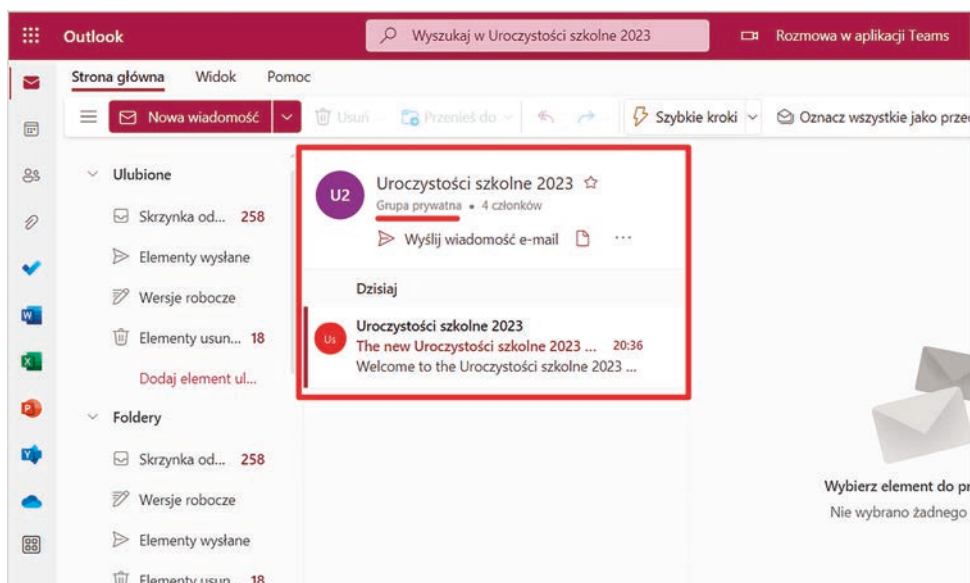 Outlook
Wyszukaj w Uroczystości szkolne 2023
Rozmowa w aplikacji Teams
Strona główna Widok Pomoc
Nowa wiadomość Usuń Przenieś do Szybkie kroki Oznacz wszystkie jako prze
Ulubione
Skrzynka od... 258
Elementy wysłane
Wersje robocze
Elementy usun... 18
Dodaj element ul...
Foldery
Skrzynka od... 258
Wersje robocze
Elementy wysłane
Elementy usun... 18
U2
Uroczystości szkolne 2023
Grupa prywatna • 4 członków
Wyślij wiadomość e-mail ...
Dzisiaj
Us
Uroczystości szkolne 2023
The new Uroczystości szkolne 2023 ... 20:36
Welcome to the Uroczystości szkolne 2023 ...
Wybierz element do pr
Nie wybrano żadnego